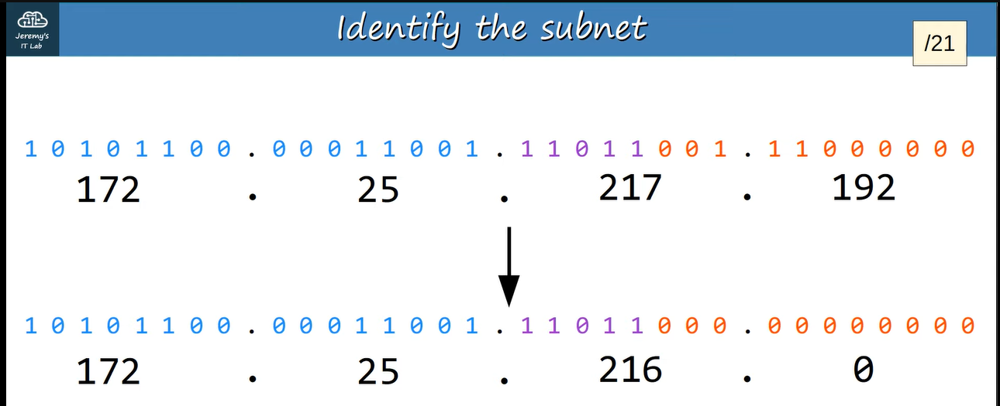 Jeremy's
IT Lab
Identify the subnet
/21
1 0 1 0 1 1 0 0 . 0 0 0 1 1 0 0 1 . 1 1 0 1 1 0 0 1 . 1 1 0 0 0 0 0 0
172 . 25 . 217 . 192
1 0 1 0 1 1 0 0 . 0 0 0 1 1 0 0 1 . 1 1 0 1 1 0 0 0 . 0 0 0 0 0 0 0 0
172 . 25 . 216 . 0